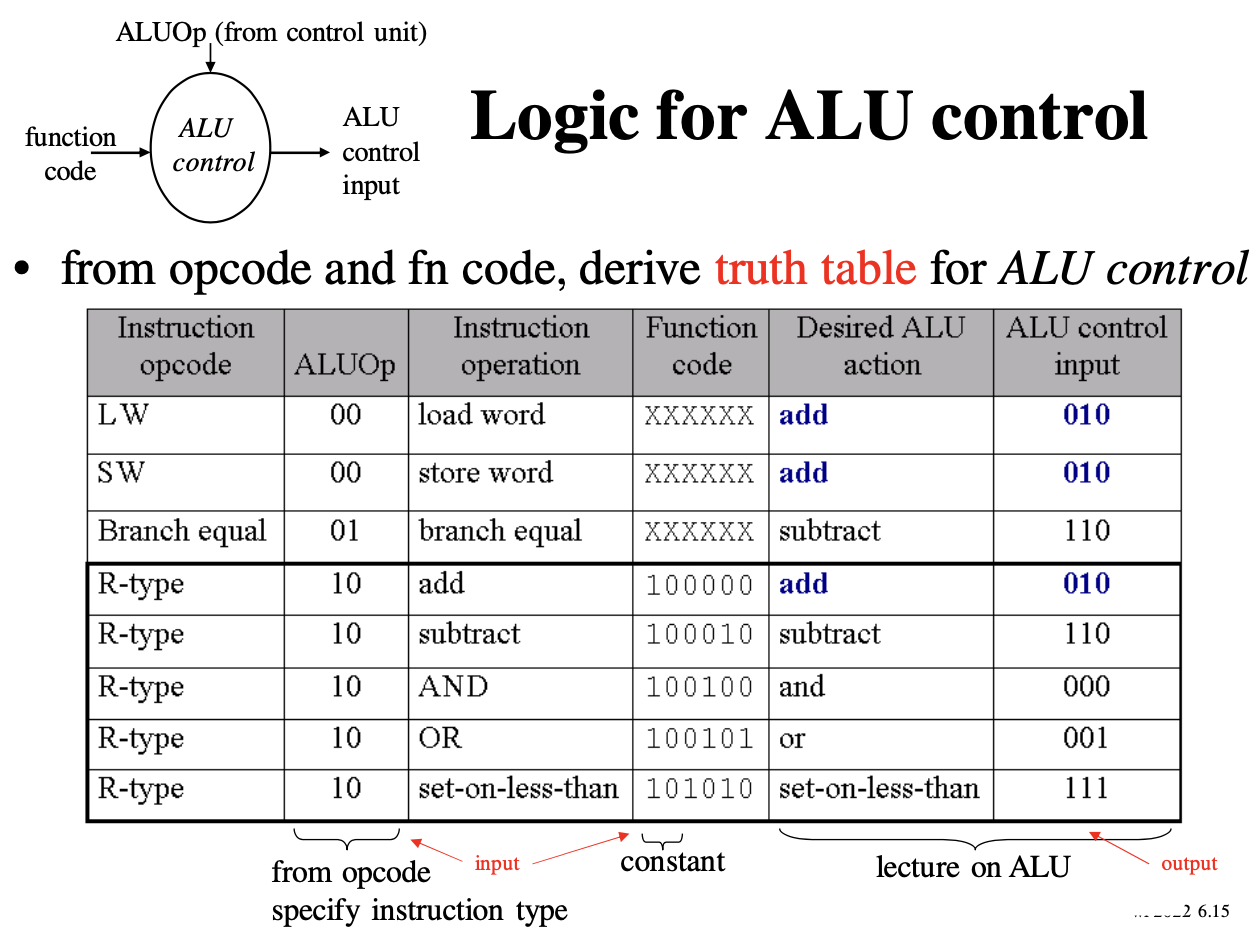 ALUOp (from control unit)
function
code
ALU
control
ALU
control
input
Logic for ALU control
• from opcode and fn code, derive truth table for ALU control
Instruction opcode ALUOp Instruction operation Function code Desired ALU action ALU control input
LW 00 load word XXXXXX add 010
SW 00 store word XXXXXX add 010
Branch equal 01 branch equal XXXXXX subtract 110
R-type 10 add 100000 add 010
R-type 10 subtract 100010 subtract 110
R-type 10 AND 100100 and 000
R-type 10 OR 100101 or 001
R-type 10 set-on-less-than 101010 set-on-less-than 111
from opcode
specify instruction type
input
constant
lecture on ALU
output
6.15